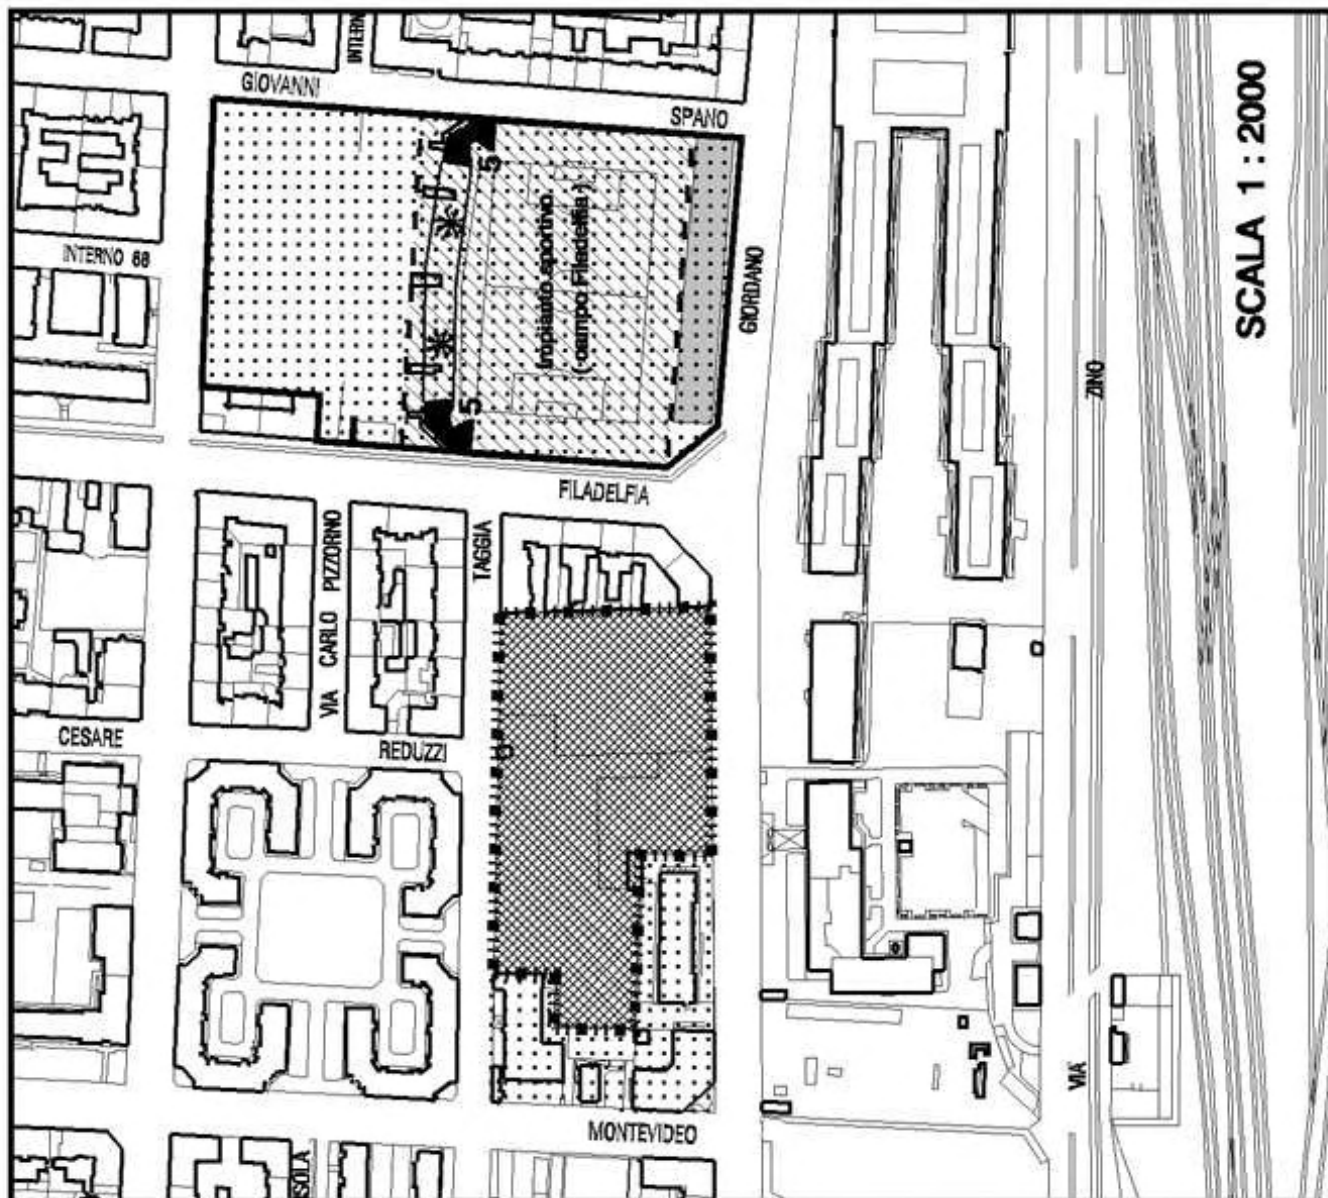 GIOVANNI
SPANO
INTERNO 68
5
Impianto sportivo
( campo Filadelfia )
GIORDANO
5
SCALA 1 : 2000
ZINO
FILADELFIA
VIA CARLO PIZZORNO
TAGGIA
CESARE
REDUZZI
VIA
MONTEVIDEO